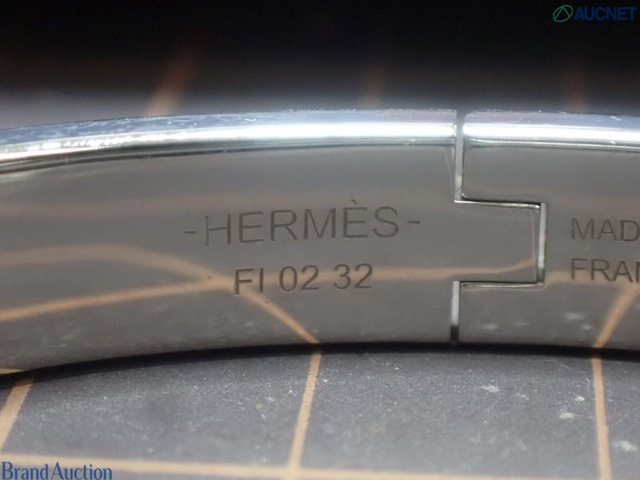 AUCNET
-HERMÈS-
FI 02 32
MAD
FRAN
Brand Auction